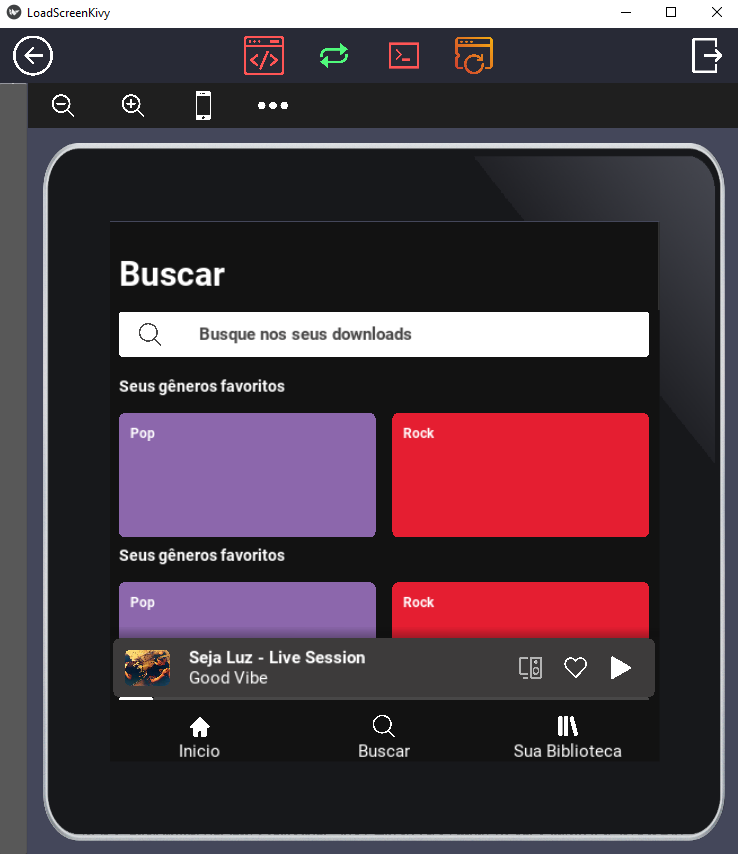 LoadScreenKivy
Buscar
Busque nos seus downloads
Seus gêneros favoritos
Pop
Rock
Seus gêneros favoritos
Pop
Rock
Seja Luz - Live Session
Good Vibe
Inicio
Buscar
Sua Biblioteca